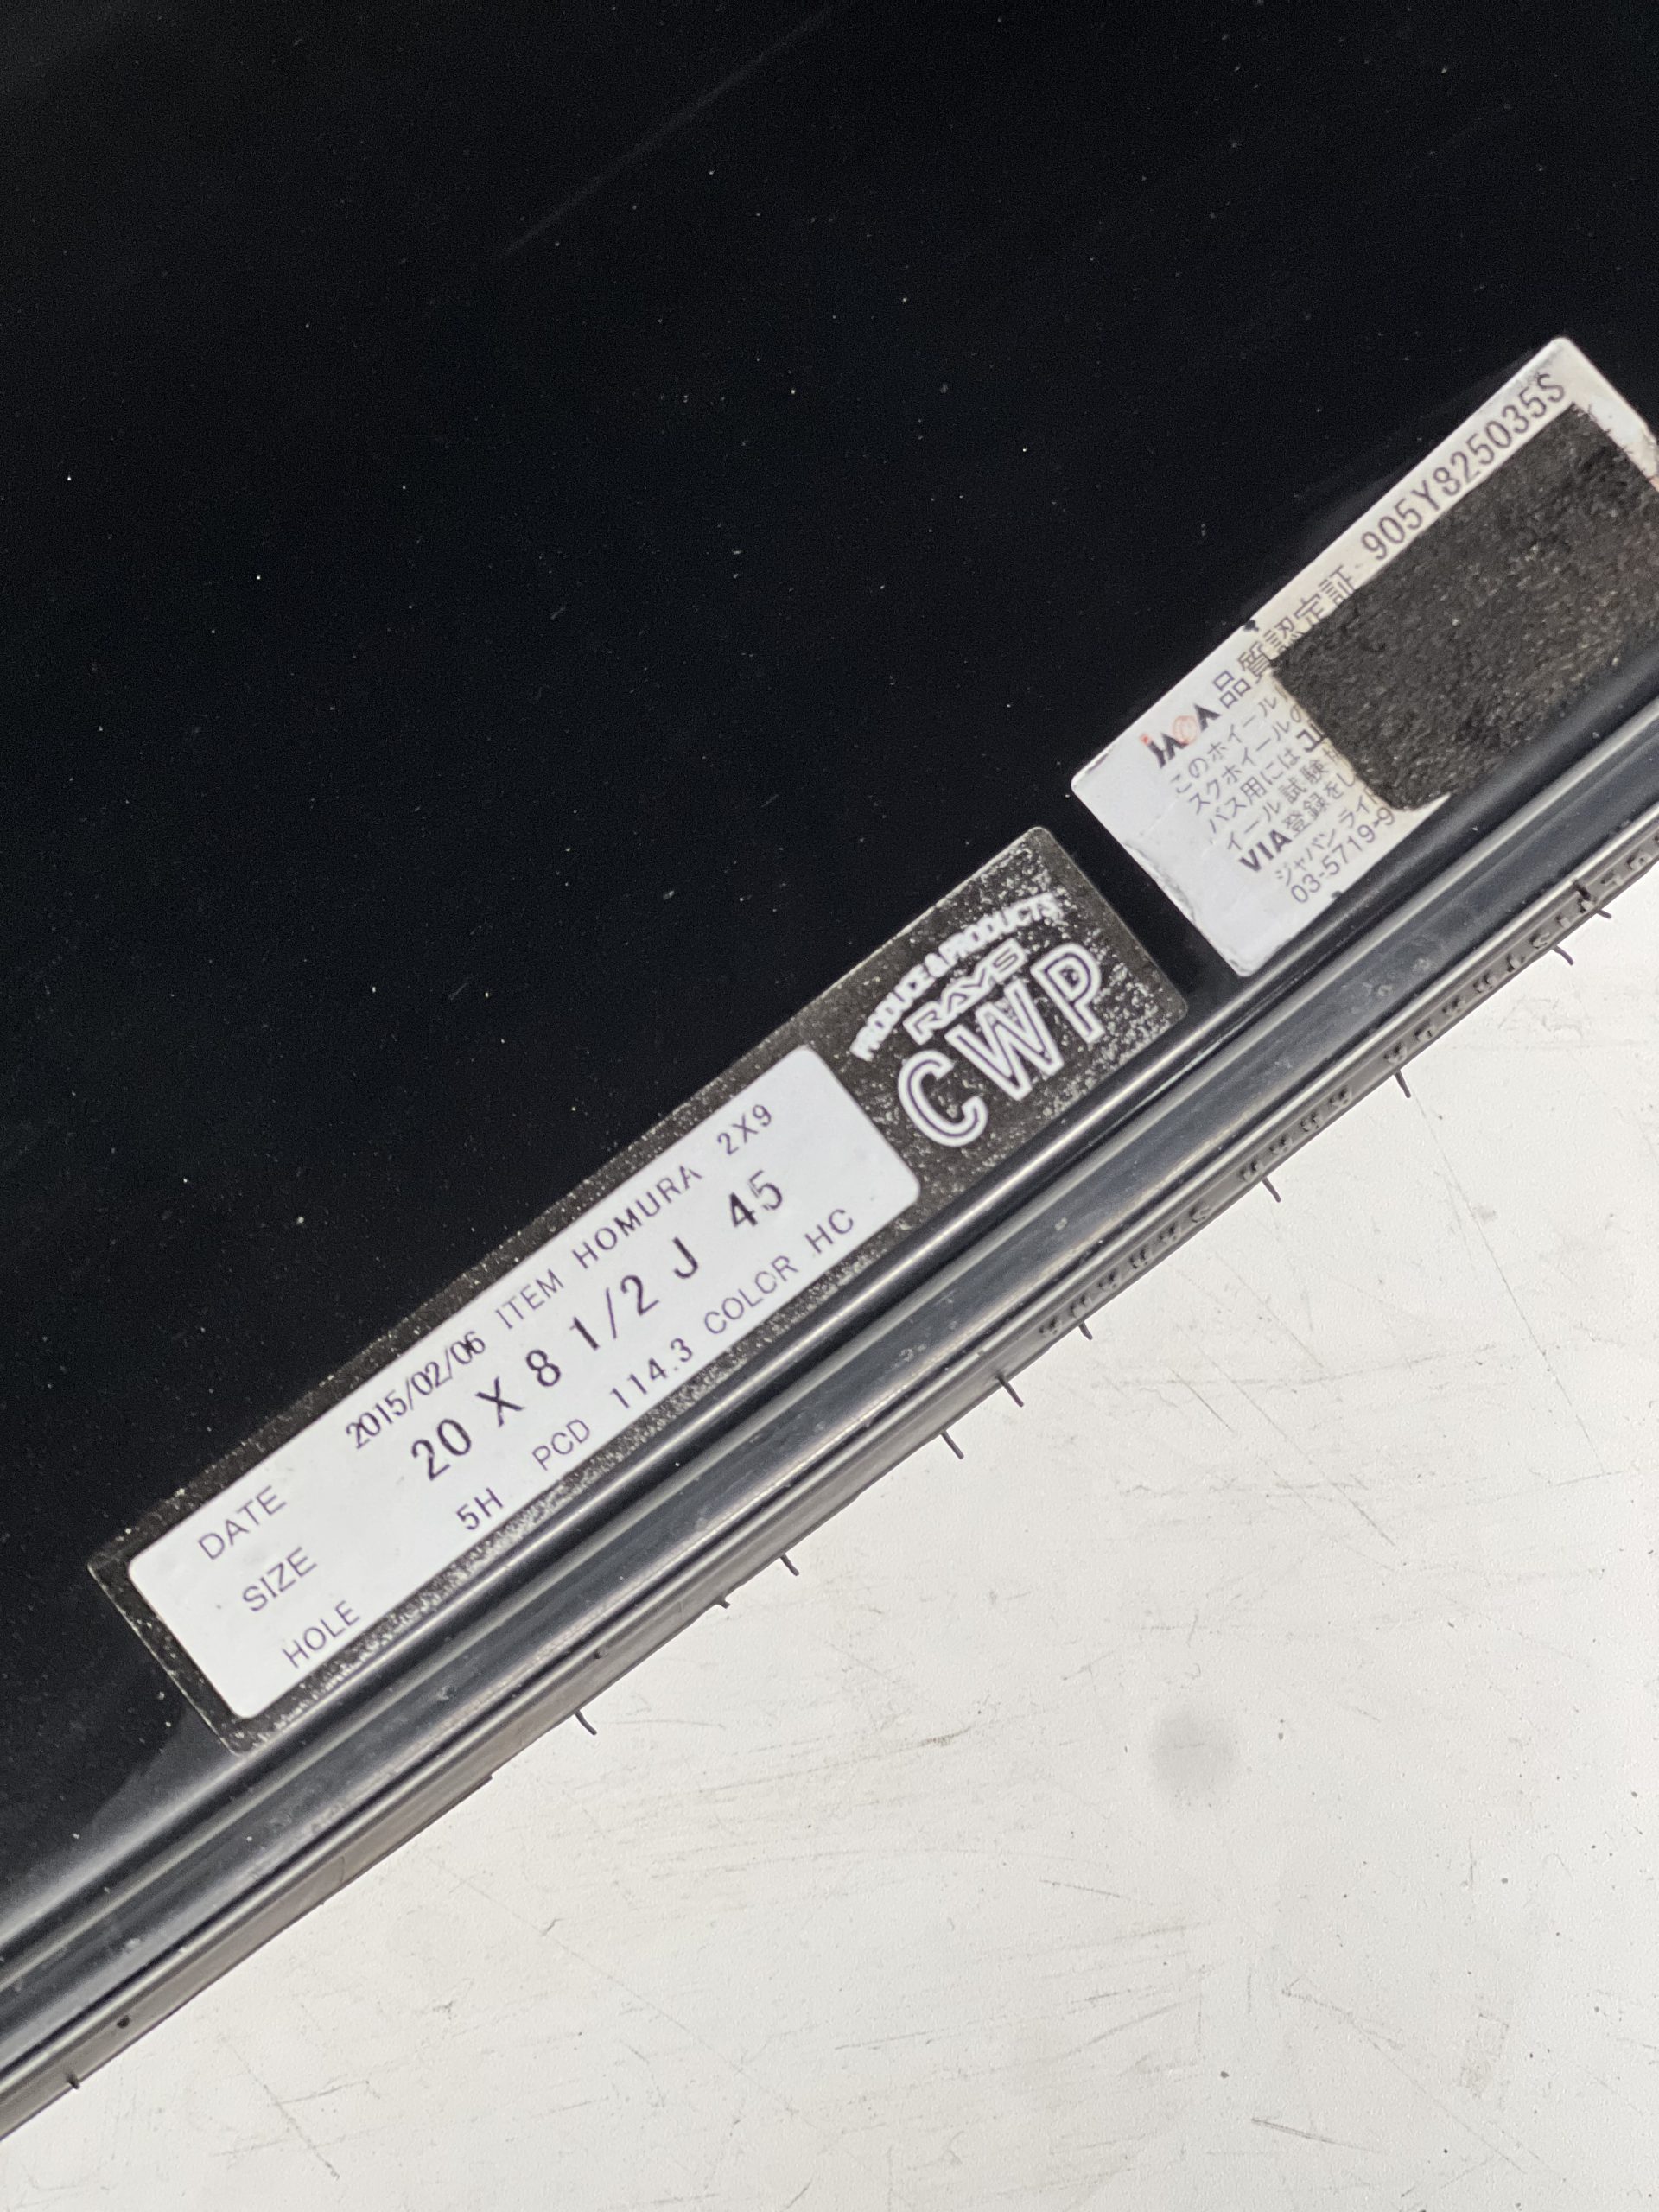 DATE 2015/02/06 ITEM HOMURA 2X9
SIZE 20 X 8 1/2 J 45
HOLE 5H PCD 114.3 COLOR HC
PRODUCE & PRODUCTS
RAYS
CWP
JAWA 品質認定証 905Y825035S
このホイール
スクホイールの
バス用には
イール試験
VIA登録をし
ジャパンライ
03-5719-9